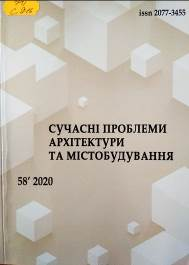 issn 2077-3455
СУЧАСНІ ПРОБЛЕМИ
АРХІТЕКТУРИ
ТА МІСТОБУДУВАННЯ
58' 2020